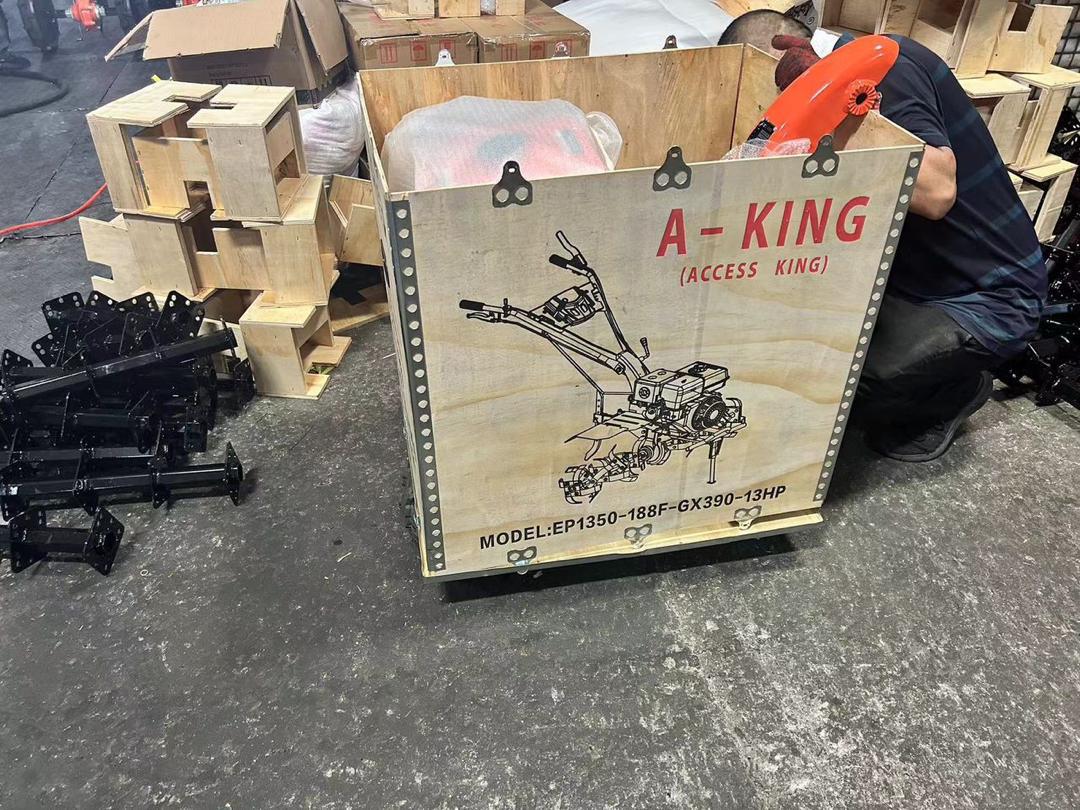 A – KING
(ACCESS KING)
MODEL:EP1350-188F-GX390-13HP